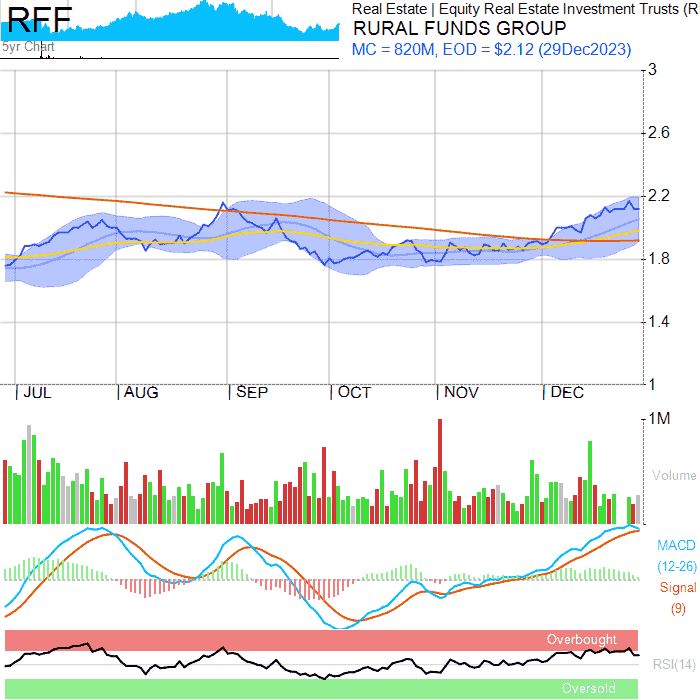 RFF
5yr Chart
Real Estate | Equity Real Estate Investment Trusts (R
RURAL FUNDS GROUP
MC = 820M, EOD = $2.12 (29Dec2023)
3
2.6
2.2
1.8
1.4
1
JUL AUG SEP OCT NOV DEC
1M
Volume
MACD
(12-26)
Signal
(9)
Overbought
RSI(14)
Oversold